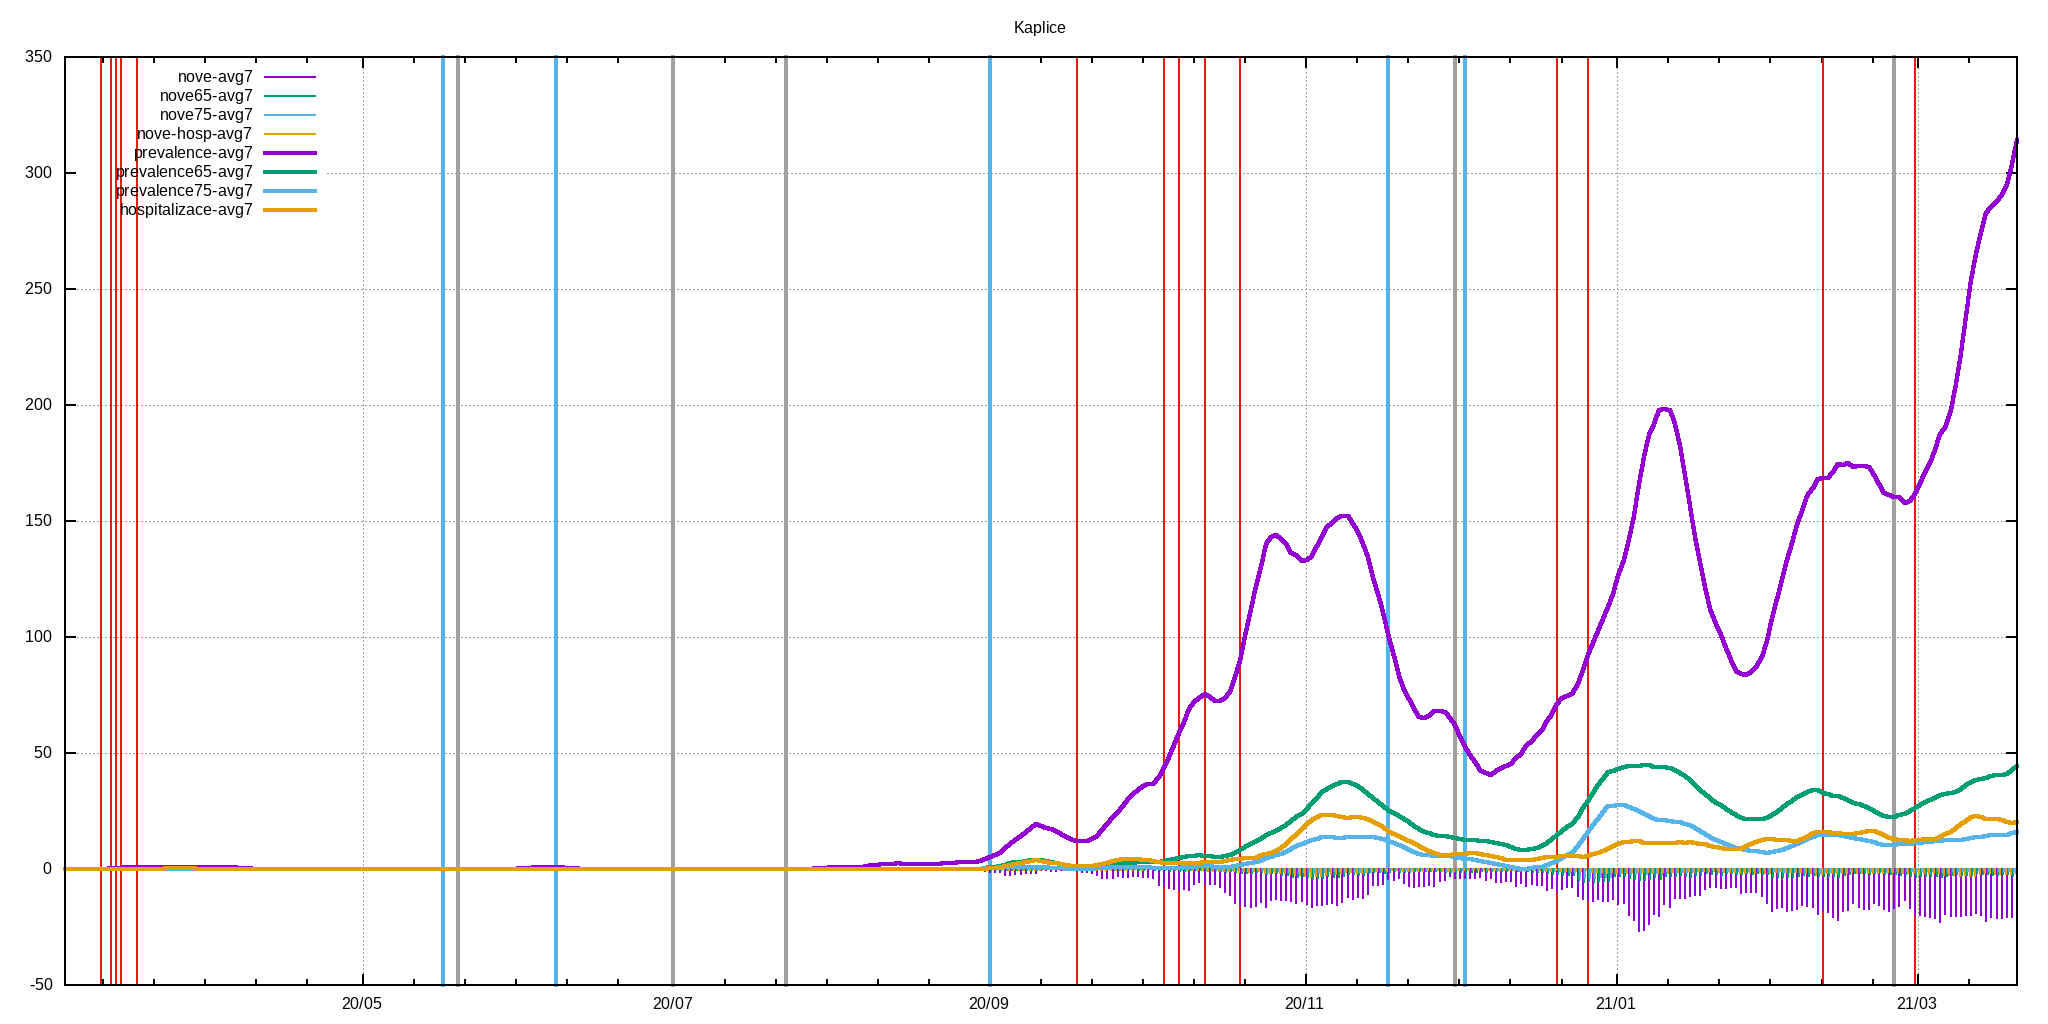 Kaplice
350
300
250
200
150
100
50
0
-50
nove-avg7
nove65-avg7
nove75-avg7
nove-hosp-avg7
prevalence-avg7
prevalence65-avg7
prevalence75-avg7
hospitalizace-avg7
20/05 20/07 20/09 20/11 21/01 21/03